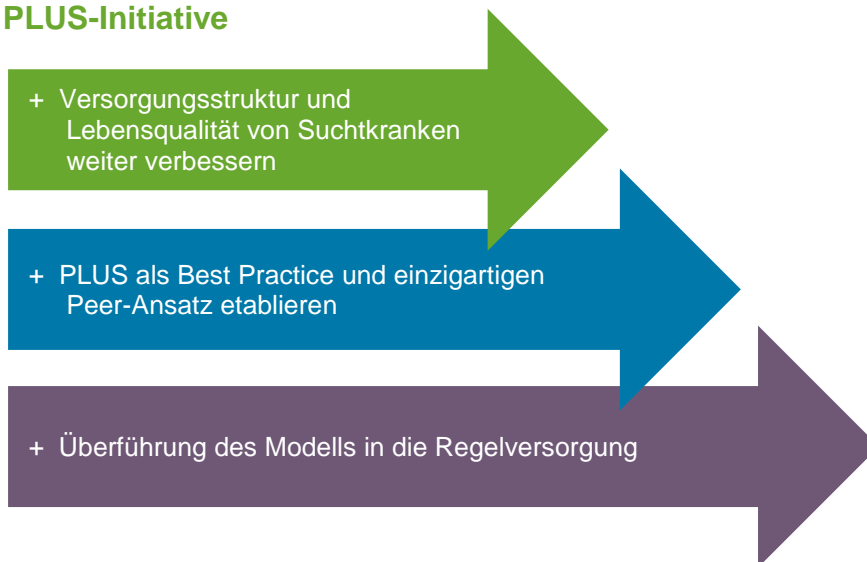 PLUS-Initiative
+ Versorgungsstruktur und
Lebensqualität von Suchtkranken
weiter verbessern
+ PLUS als Best Practice und einzigartigen
Peer-Ansatz etablieren
+ Überführung des Modells in die Regelversorgung